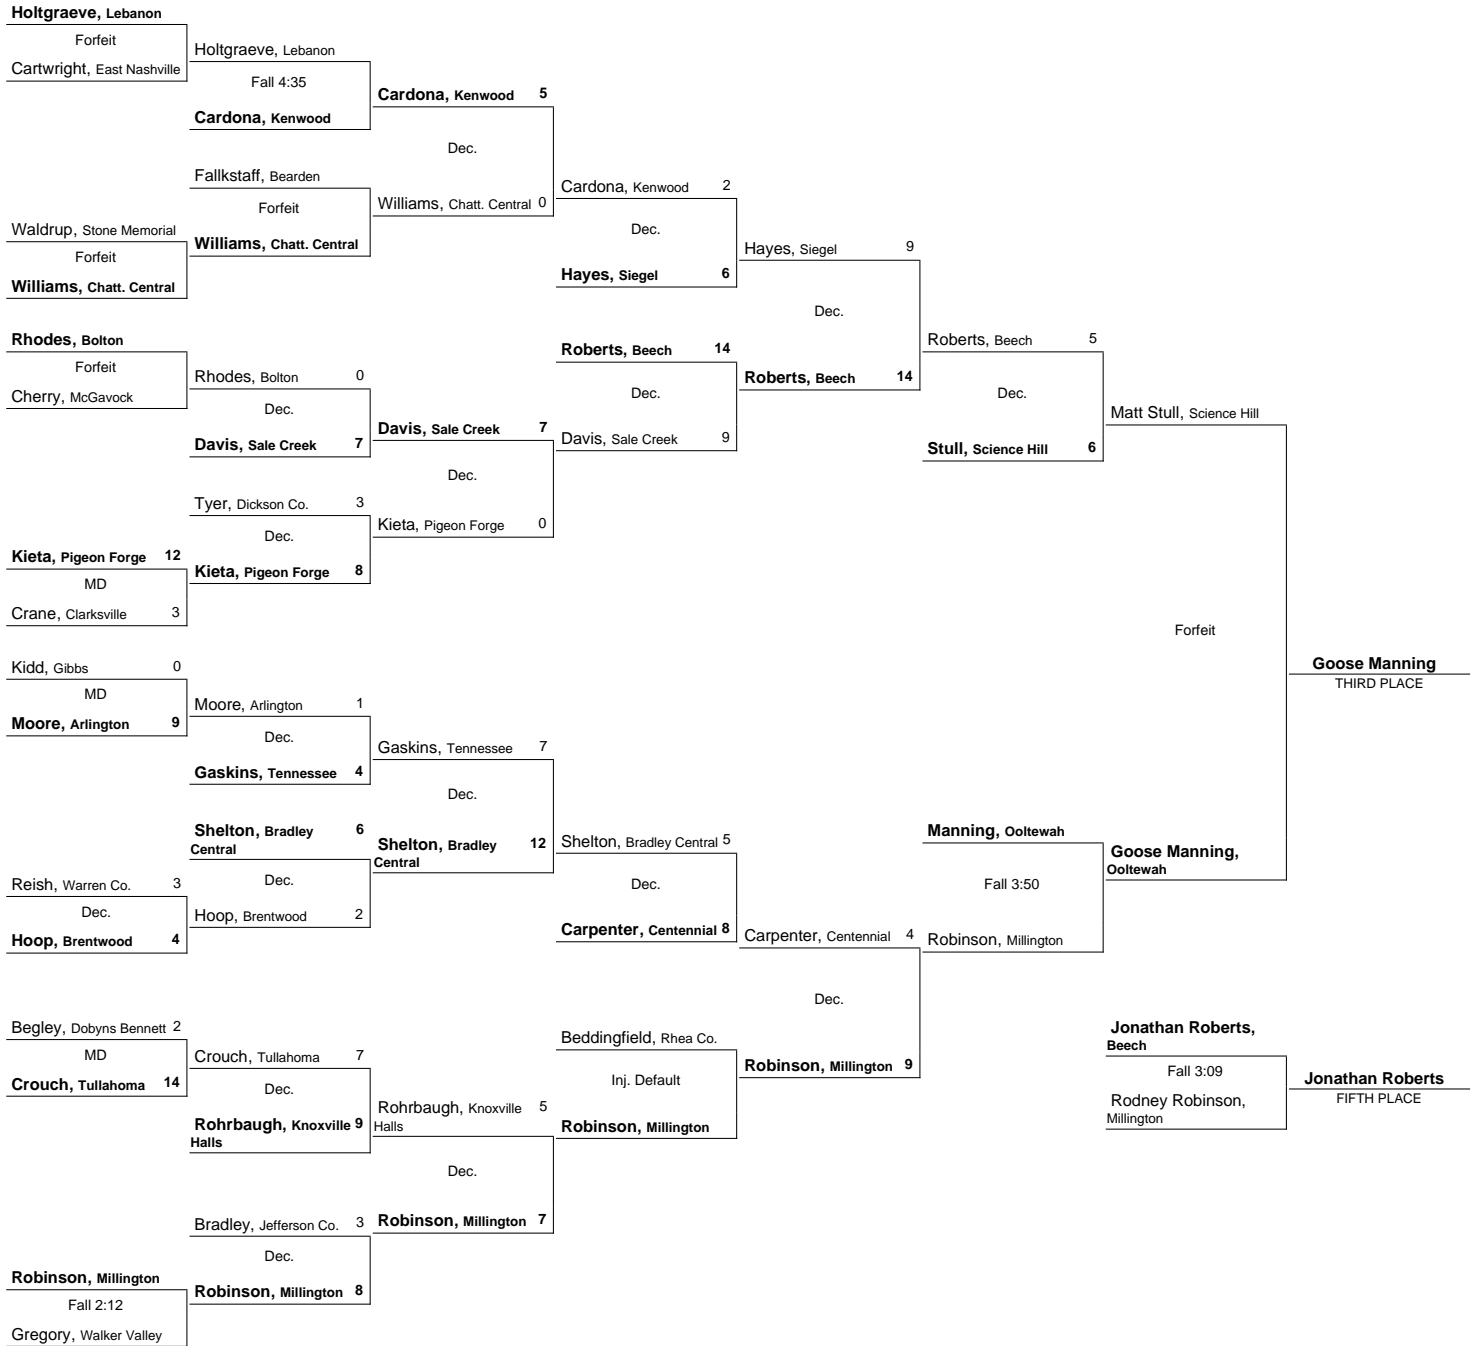 Holtgraeve, Lebanon
Forfeit
Cartwright, East Nashville
Waldrup, Stone Memorial
Forfeit
Williams, Chatt. Central
Rhodes, Bolton
Forfeit
Cherry, McGavock
Kieta, Pigeon Forge 12
MD
Crane, Clarksville 3
Kidd, Gibbs 0
MD
Moore, Arlington 9
Reish, Warren Co. 3
Dec.
Hoop, Brentwood 4
Begley, Dobyns Bennett 2
MD
Crouch, Tullahoma 14
Robinson, Millington
Fall 2:12
Gregory, Walker Valley
Holtgraeve, Lebanon
Fall 4:35
Cardona, Kenwood
Fallkstaff, Bearden
Forfeit
Williams, Chatt. Central
Rhodes, Bolton 0
Dec.
Davis, Sale Creek 7
Tyer, Dickson Co. 3
Dec.
Kieta, Pigeon Forge 8
Moore, Arlington 1
Dec.
Gaskins, Tennessee 4
Shelton, Bradley 6
Central
Dec.
Hoop, Brentwood 2
Crouch, Tullahoma 7
Dec.
Rohrbaugh, Knoxville 9
Halls
Bradley, Jefferson Co. 3
Dec.
Robinson, Millington 8
Cardona, Kenwood 5
Dec.
Williams, Chatt. Central 0
Davis, Sale Creek 7
Dec.
Kieta, Pigeon Forge 0
Gaskins, Tennessee 7
Dec.
Shelton, Bradley 12
Central
Rohrbaugh, Knoxville 5
Halls
Dec.
Robinson, Millington 7
Cardona, Kenwood 2
Dec.
Hayes, Siegel 6
Roberts, Beech 14
Dec.
Davis, Sale Creek 9
Shelton, Bradley Central 5
Dec.
Carpenter, Centennial 8
Beddingfield, Rhea Co.
Inj. Default
Robinson, Millington
Hayes, Siegel 9
Dec.
Roberts, Beech 14
Carpenter, Centennial 4
Dec.
Robinson, Millington 9
Roberts, Beech 5
Dec.
Stull, Science Hill 6
Manning, Ooltewah
Fall 3:50
Robinson, Millington
Matt Stull, Science Hill
Forfeit
Goose Manning,
Ooltewah
Goose Manning
THIRD PLACE
Jonathan Roberts,
Beech
Fall 3:09
Rodney Robinson,
Millington
Jonathan Roberts
FIFTH PLACE